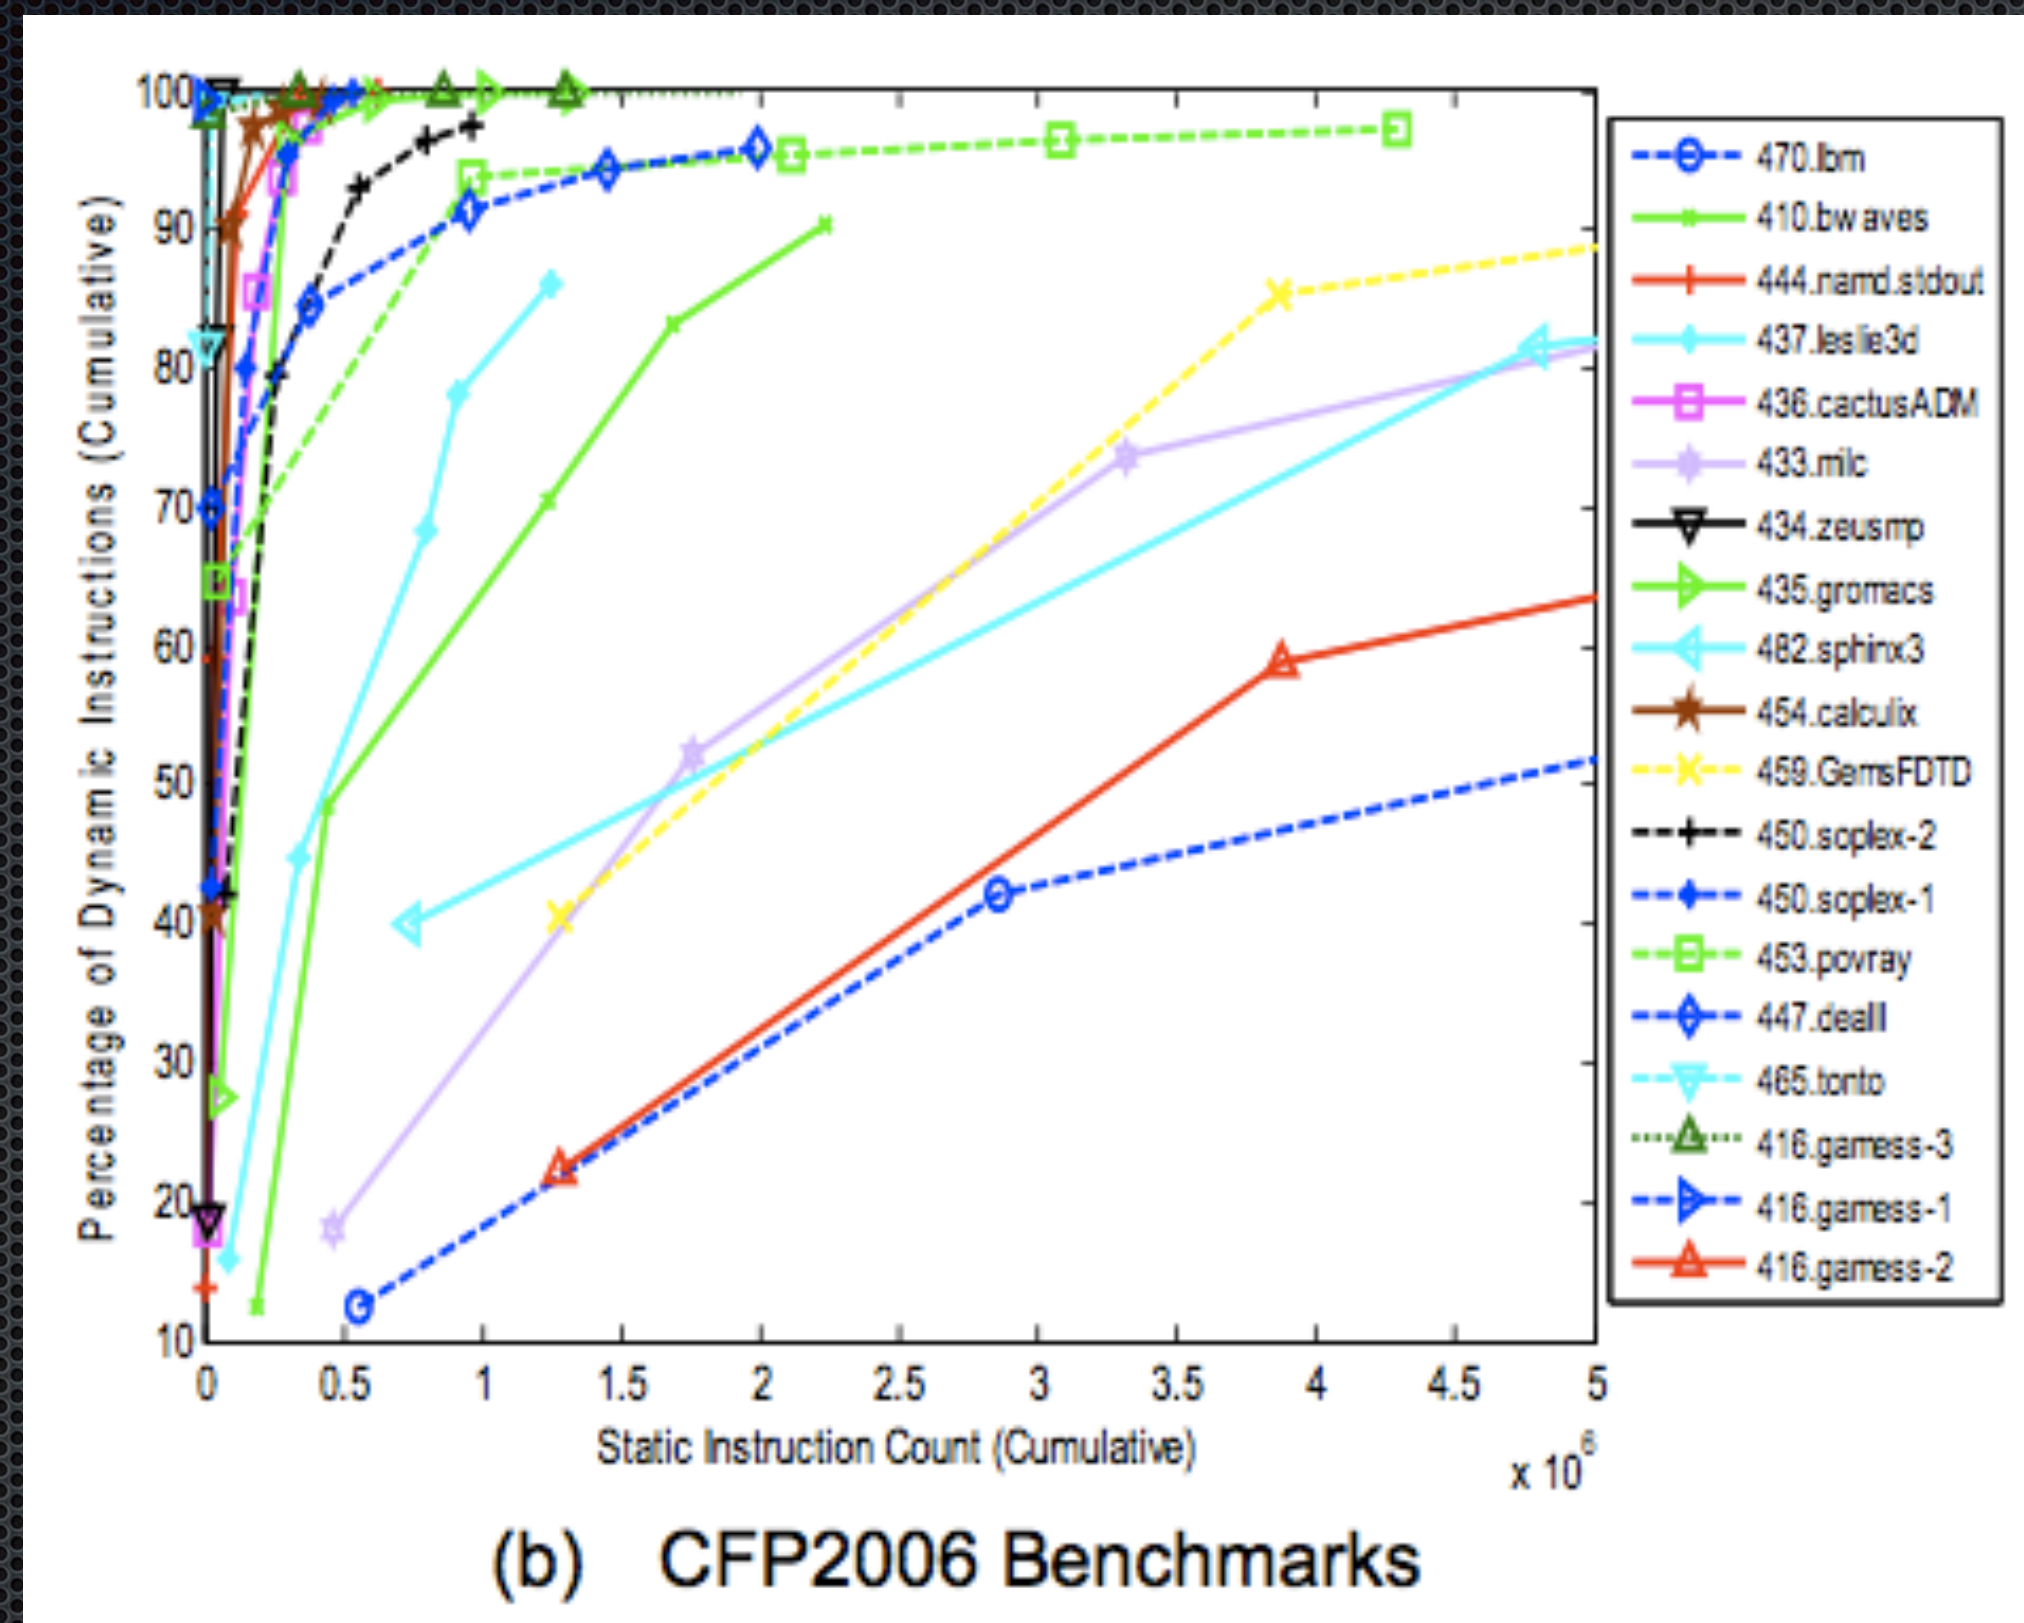 100
90
80
70
60
50
40
30
20
10
Percentage of Dynamic Instructions (Cumulative)
0 0.5 1 1.5 2 2.5 3 3.5 4 4.5 5
Static Instruction Count (Cumulative)
x 10^6
470.lbm
410.bwaves
444.namd.stdout
437.leslie3d
436.cactusADM
433.milc
434.zeusmp
435.gromacs
482.sphinx3
454.calculix
459.GemsFDTD
450.soplex-2
450.soplex-1
453.povray
447.dealII
465.tonto
416.gamess-3
416.gamess-1
416.gamess-2
(b) CFP2006 Benchmarks